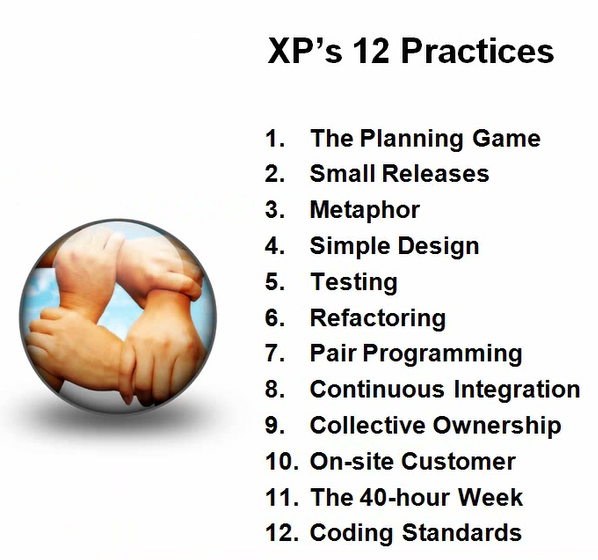 XP’s 12 Practices
1. The Planning Game
2. Small Releases
3. Metaphor
4. Simple Design
5. Testing
6. Refactoring
7. Pair Programming
8. Continuous Integration
9. Collective Ownership
10. On-site Customer
11. The 40-hour Week
12. Coding Standards